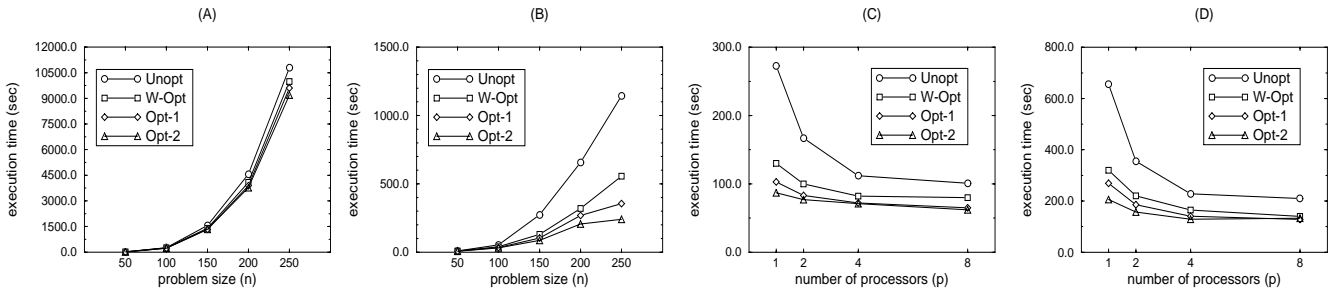 (A)
12000.0
10500.0
9000.0
7500.0
6000.0
4500.0
3000.0
1500.0
0.0
execution time (sec)
Unopt
W-Opt
Opt-1
Opt-2
50 100 150 200 250
problem size (n)
(B)
1500.0
1000.0
500.0
0.0
execution time (sec)
Unopt
W-Opt
Opt-1
Opt-2
50 100 150 200 250
problem size (n)
(C)
300.0
200.0
100.0
0.0
execution time (sec)
Unopt
W-Opt
Opt-1
Opt-2
1 2 4 8
number of processors (p)
(D)
800.0
600.0
400.0
200.0
0.0
execution time (sec)
Unopt
W-Opt
Opt-1
Opt-2
1 2 4 8
number of processors (p)